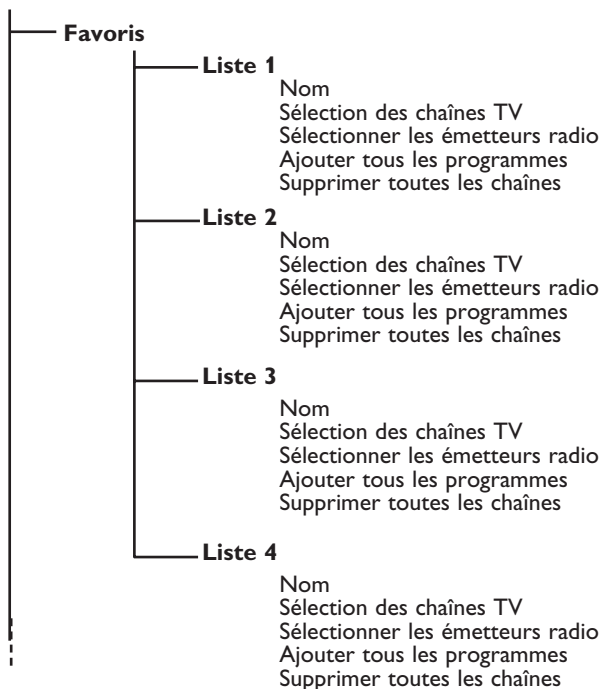 Favoris
Liste 1
Nom
Sélection des chaînes TV
Sélectionner les émetteurs radio
Ajouter tous les programmes
Supprimer toutes les chaînes
Liste 2
Nom
Sélection des chaînes TV
Sélectionner les émetteurs radio
Ajouter tous les programmes
Supprimer toutes les chaînes
Liste 3
Nom
Sélection des chaînes TV
Sélectionner les émetteurs radio
Ajouter tous les programmes
Supprimer toutes les chaînes
Liste 4
Nom
Sélection des chaînes TV
Sélectionner les émetteurs radio
Ajouter tous les programmes
Supprimer toutes les chaînes